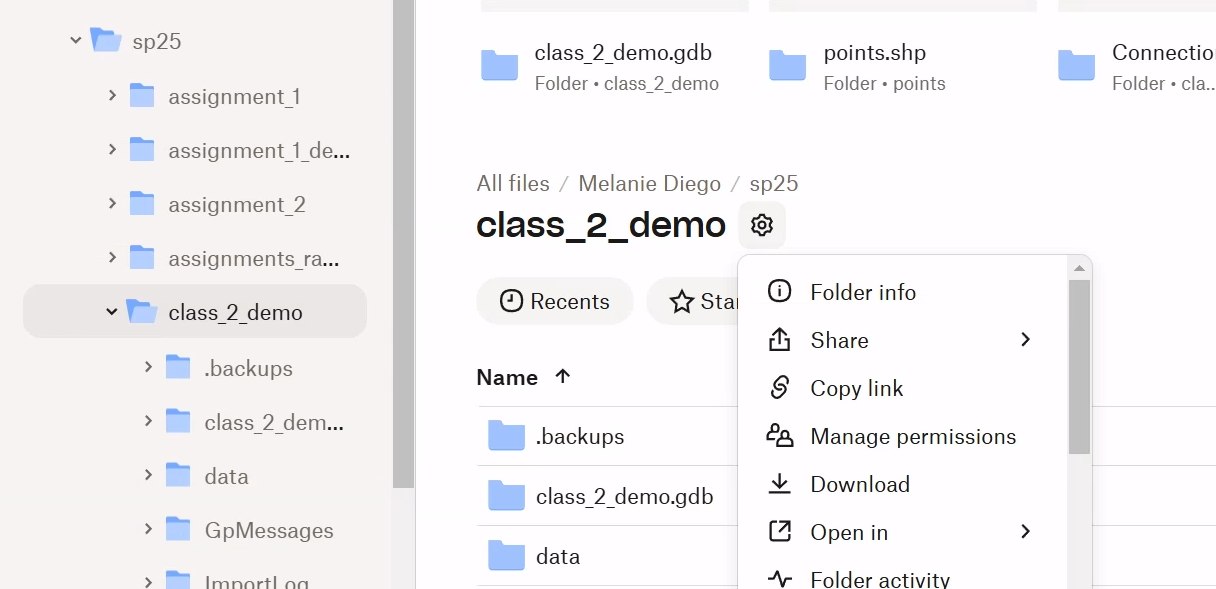 sp25
assignment_1
assignment_1_de...
assignment_2
assignments_ra...
class_2_demo
.backups
class_2_dem...
data
GpMessages
ImportLog
class_2_demo.gdb
Folder • class_2_demo
points.shp
Folder • points
Connectio
Folder • cla..
All files / Melanie Diego / sp25
class_2_demo
Recents
Star
Name
.backups
class_2_demo.gdb
data
Folder info
Share
Copy link
Manage permissions
Download
Open in
Folder activity